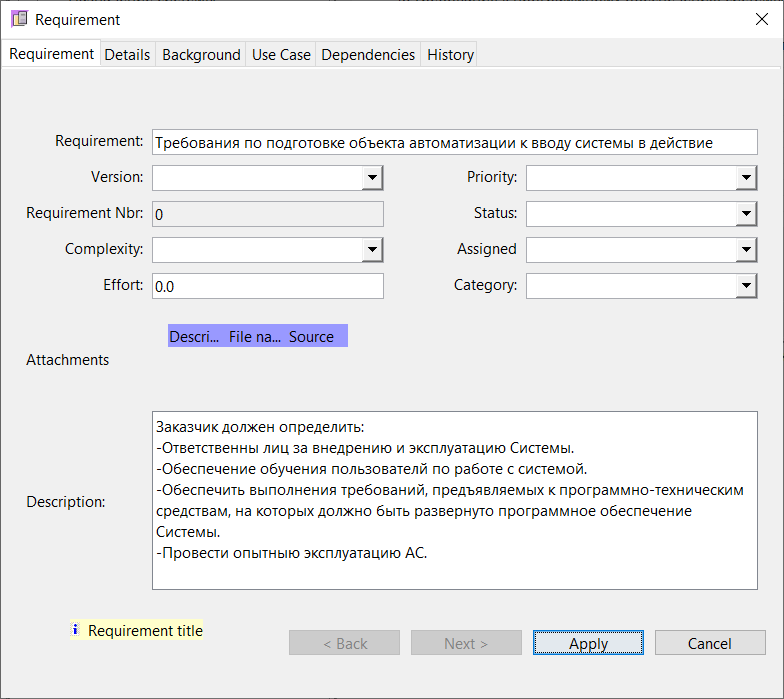 Requirement
Requirement Details Background Use Case Dependencies History
Requirement: Требования по подготовке объекта автоматизации к вводу системы в действие
Version: Priority:
Requirement Nbr: 0 Status:
Complexity: Assigned
Effort: 0.0 Category:
Descri... File na... Source
Attachments
Заказчик должен определить:
-Ответственны лиц за внедрению и эксплуатацию Системы.
-Обеспечение обучения пользователй по работе с системой.
-Обеспечить выполнения требований, предъявляемых к программно-техническим
средствам, на которых должно быть развернуто программное обеспечение
Системы.
-Провести опытныю эксплуатацию АС.
Description:
Requirement title
< Back Next > Apply Cancel